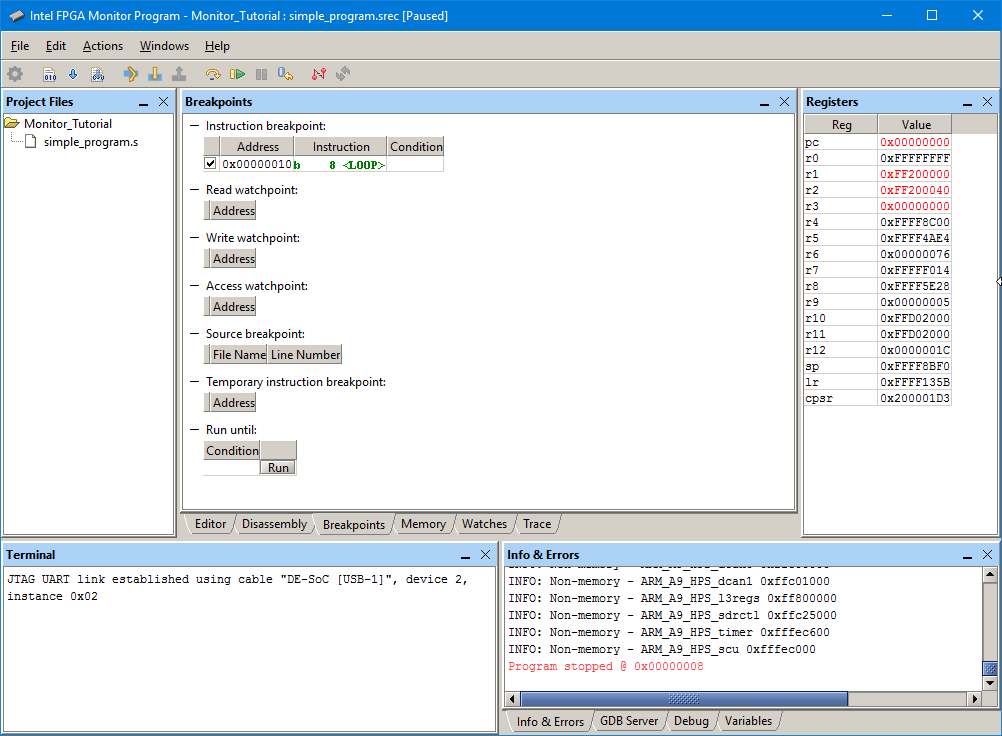 Intel FPGA Monitor Program - Monitor_Tutorial : simple_program.srec [Paused]
File Edit Actions Windows Help
Project Files
Monitor_Tutorial
simple_program.s
Breakpoints
Instruction breakpoint:
Address Instruction Condition
0x00000010 b 8 <LOOP>
Read watchpoint:
Address
Write watchpoint:
Address
Access watchpoint:
Address
Source breakpoint:
File Name Line Number
Temporary instruction breakpoint:
Address
Run until:
Condition
Run
Editor Disassembly Breakpoints Memory Watches Trace
Registers
Reg Value
pc 0x00000000
r0 0xFFFFFFFF
r1 0xFF200000
r2 0xFF200040
r3 0x00000000
r4 0xFFFF8C00
r5 0xFFFF4AE4
r6 0x00000076
r7 0xFFFFF014
r8 0xFFFF5E28
r9 0x00000005
r10 0xFFD02000
r11 0xFFD02000
r12 0x0000001C
sp 0xFFFF8BF0
lr 0xFFFF135B
cpsr 0x200001D3
Terminal
JTAG UART link established using cable "DE-SoC [USB-1]", device 2,
instance 0x02
Info & Errors
INFO: Non-memory - ARM_A9_HPS_dcan1 0xffc01000
INFO: Non-memory - ARM_A9_HPS_l3regs 0xff800000
INFO: Non-memory - ARM_A9_HPS_sdrctl 0xffc25000
INFO: Non-memory - ARM_A9_HPS_timer 0xfffec600
INFO: Non-memory - ARM_A9_HPS_scu 0xfffec000
Program stopped @ 0x00000008
Info & Errors GDB Server Debug Variables